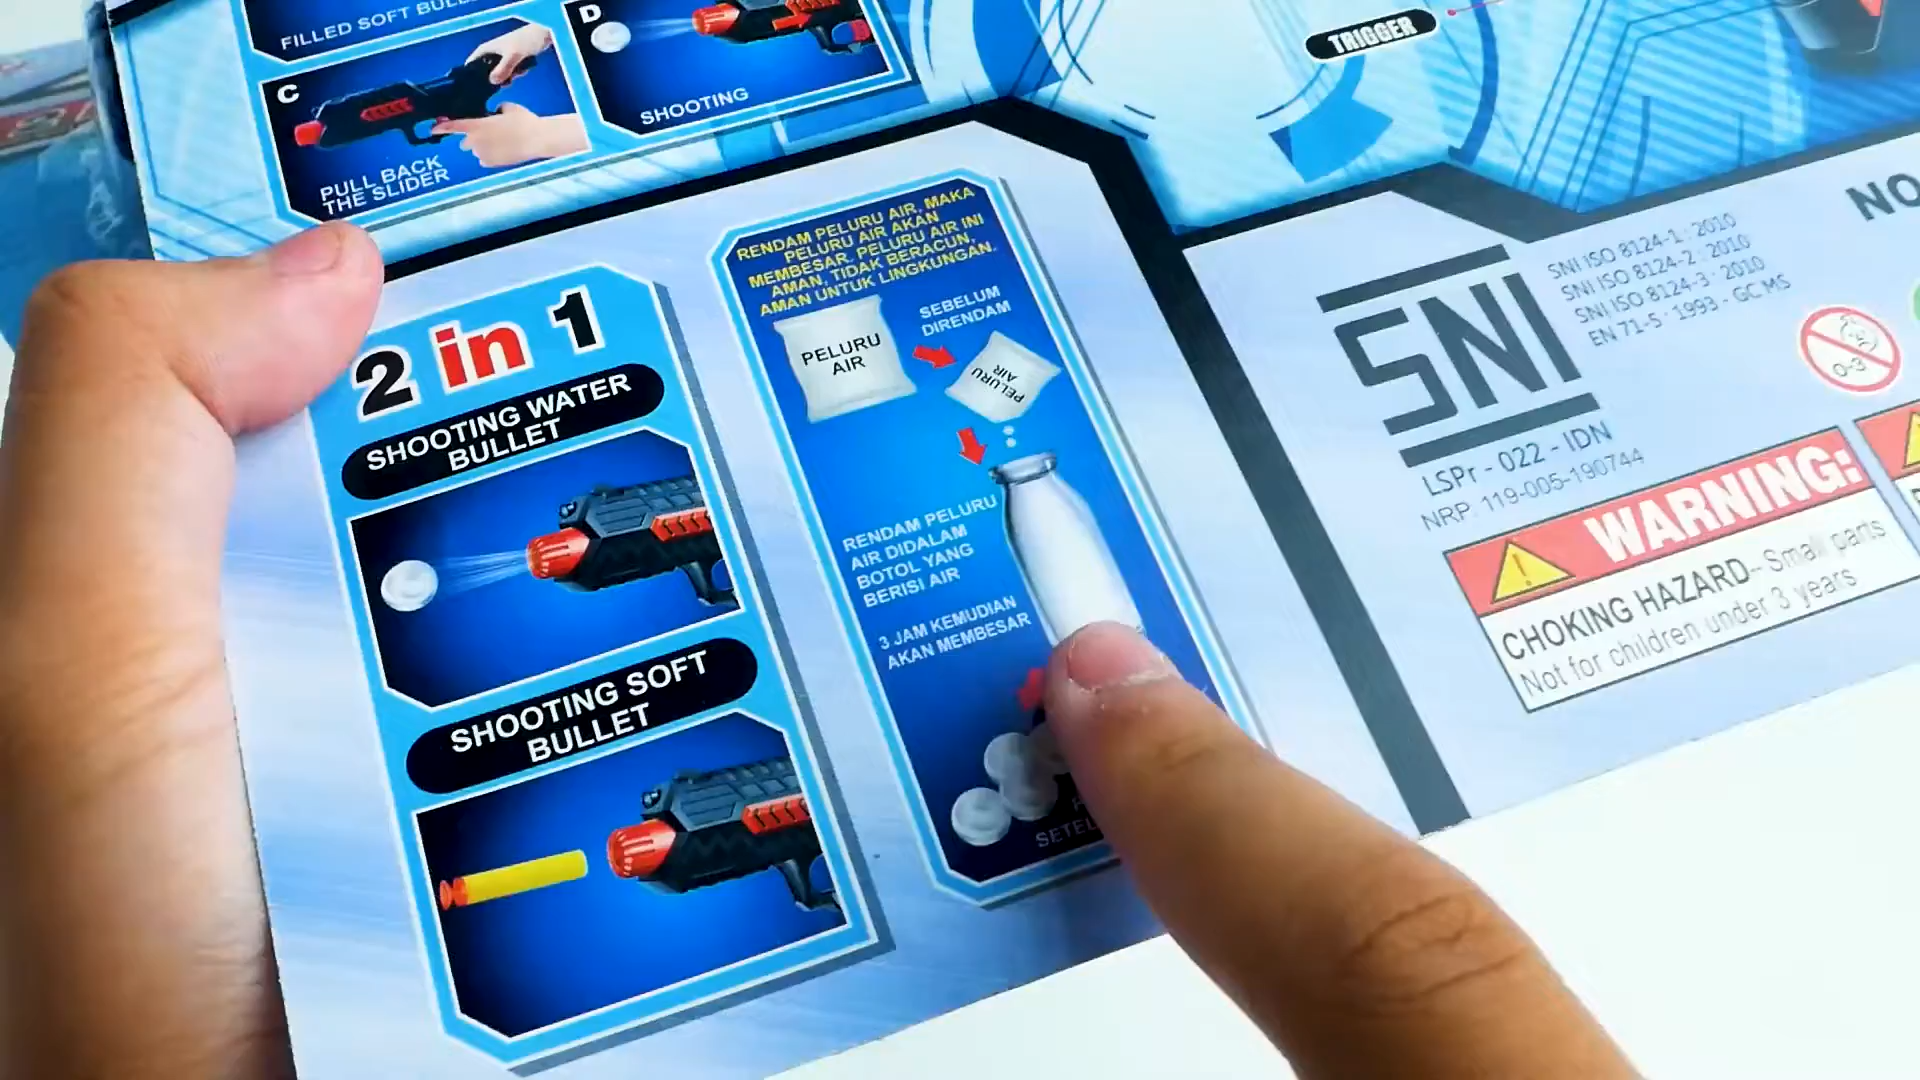 FILLED SOFT
D
SHOOTING
C
PULL BACK
THE SLIDER
TRIGGER
2 in 1
SHOOTING WATER
BULLET
SHOOTING SOFT
BULLET
RENDAM PELURU AIR, MAKA
PELURU AIR AKAN
MEMBESAR. PELURU AIR INI
AMAN, TIDAK BERACUN,
AMAN UNTUK LINGKUNGAN.
PELURU
AIR
SEBELUM
DIRENDAM
PELURU
AIR
RENDAM PELURU
AIR DIDALAM
BOTOL YANG
BERISI AIR
3 JAM KEMUDIAN
AKAN MEMBESAR
SNI
SNI ISO 8124-1 : 2010
SNI ISO 8124-2 : 2010
SNI ISO 8124-3 : 2010
EN 71-5 : 1993 - GC MS
LSPr - 022 - IDN
NRP. 119-005-190744
0-3
WARNING:
CHOKING HAZARD--Small parts
Not for children under 3 years